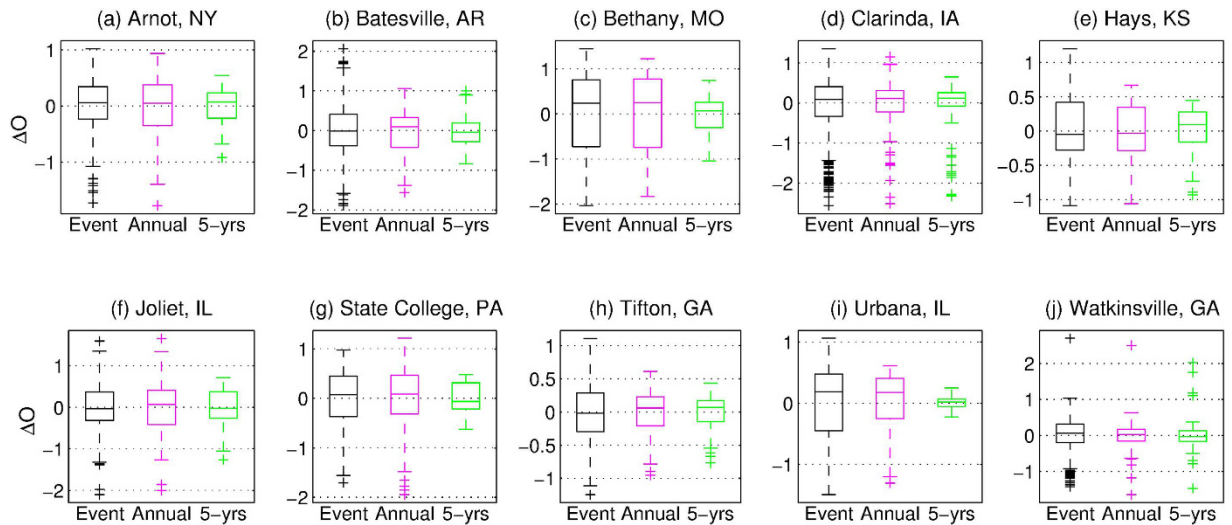 (a) Arnot, NY
(b) Batesville, AR
(c) Bethany, MO
(d) Clarinda, IA
(e) Hays, KS
ΔO
1
0
−1
Event Annual 5−yrs
2
1
0
−1
−2
Event Annual 5−yrs
1
0
−1
−2
Event Annual 5−yrs
1
0
−1
−2
Event Annual 5−yrs
1
0.5
0
−0.5
−1
Event Annual 5−yrs
(f) Joliet, IL
(g) State College, PA
(h) Tifton, GA
(i) Urbana, IL
(j) Watkinsville, GA
ΔO
1
0
−1
−2
Event Annual 5−yrs
1
0
−1
−2
Event Annual 5−yrs
1
0.5
0
−0.5
−1
Event Annual 5−yrs
1
0
−1
Event Annual 5−yrs
2
1
0
−1
Event Annual 5−yrs